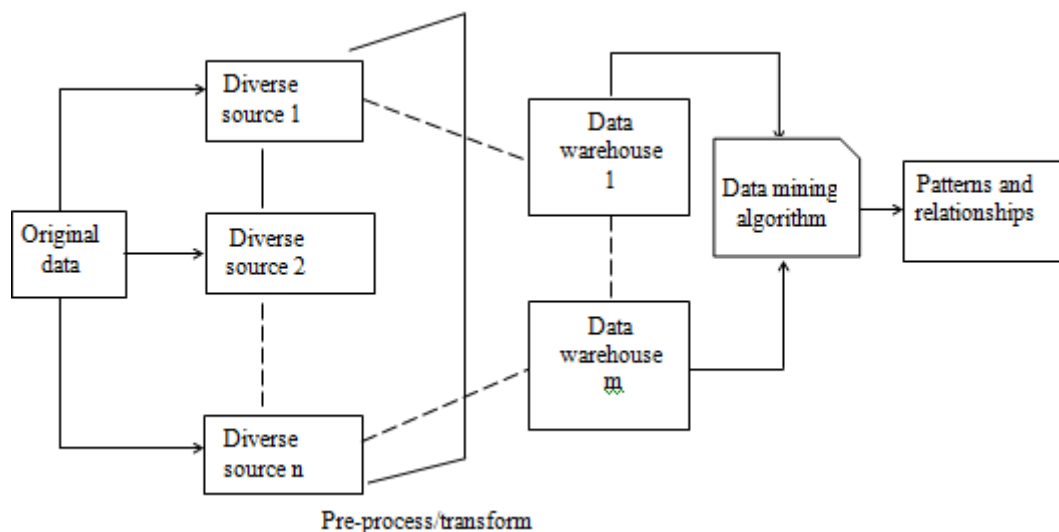 Original
data
Diverse
source 1
Diverse
source 2
Diverse
source n
Pre-process/transform
Data
warehouse
1
Data
warehouse
m
Data mining
algorithm
Patterns and
relationships